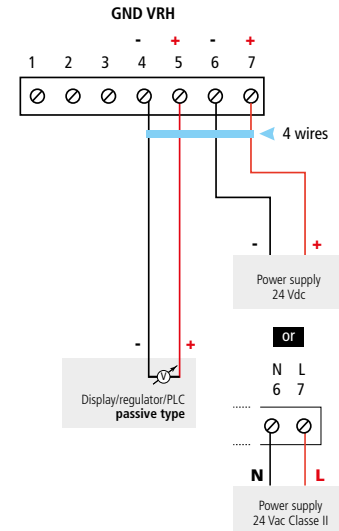 GND VRH
- + - +
1 2 3 4 5 6 7
4 wires
- +
Power supply
24 Vdc
or
- +
V
Display/regulator/PLC
passive type
N L
6 7
N L
Power supply
24 Vac Classe II